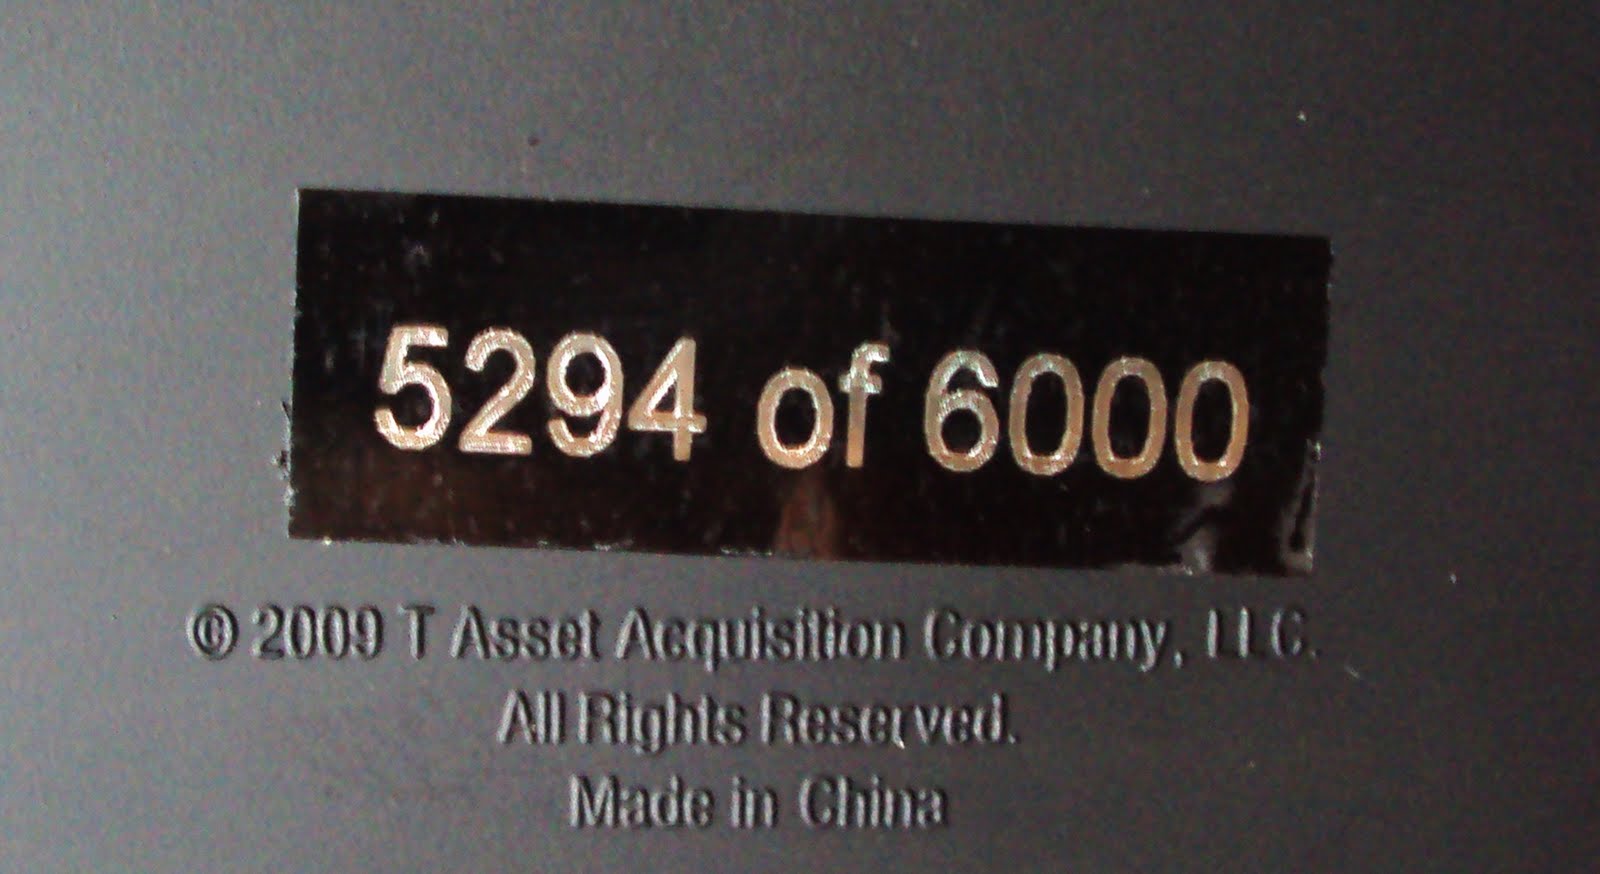 5294 of 6000
© 2009 T Asset Acquisition Company, LLC.
All Rights Reserved.
Made in China